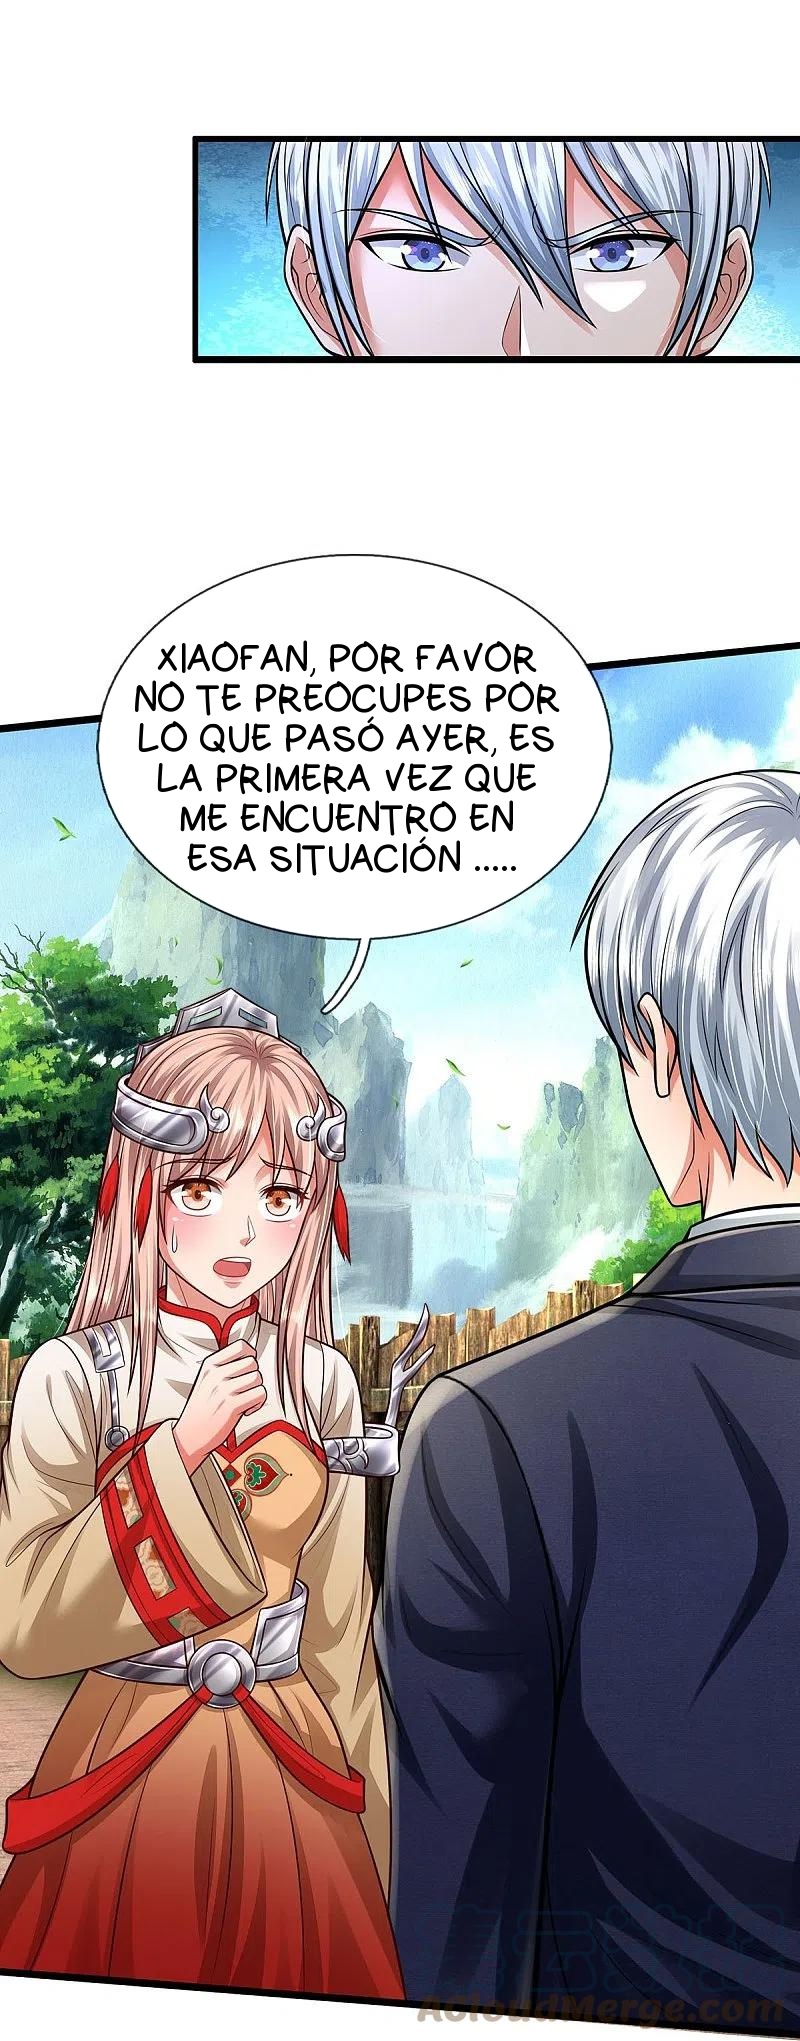 XIAOFAN, POR FAVOR
NO TE PREOCUPES POR
LO QUE PASÓ AYER, ES
LA PRIMERA VEZ QUE
ME ENCUENTRO EN
ESA SITUACIÓN .....
AcloudMerge.com